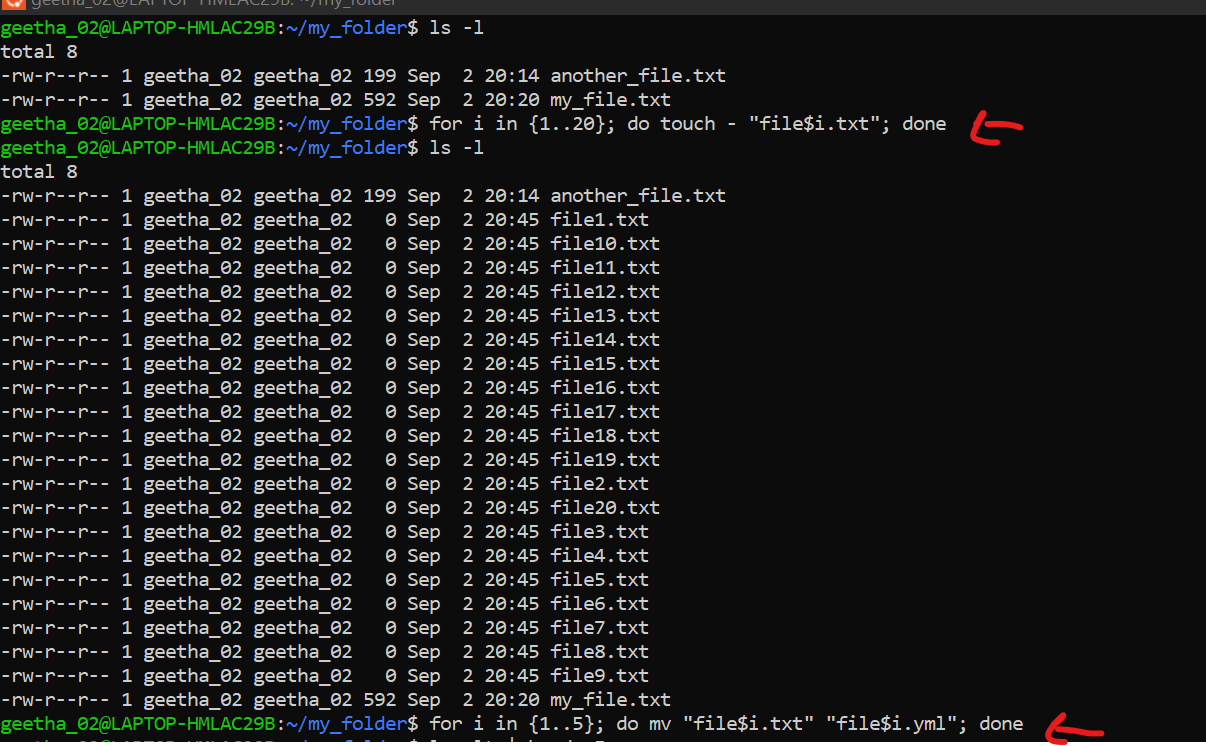 geetha_02@LAPTOP-HMLAC29B: ~/my_folder
geetha_02@LAPTOP-HMLAC29B:~/my_folder$ ls -l
total 8
-rw-r--r-- 1 geetha_02 geetha_02 199 Sep  2 20:14 another_file.txt
-rw-r--r-- 1 geetha_02 geetha_02 592 Sep  2 20:20 my_file.txt
geetha_02@LAPTOP-HMLAC29B:~/my_folder$ for i in {1..20}; do touch - "file$i.txt"; done
geetha_02@LAPTOP-HMLAC29B:~/my_folder$ ls -l
total 8
-rw-r--r-- 1 geetha_02 geetha_02 199 Sep  2 20:14 another_file.txt
-rw-r--r-- 1 geetha_02 geetha_02   0 Sep  2 20:45 file1.txt
-rw-r--r-- 1 geetha_02 geetha_02   0 Sep  2 20:45 file10.txt
-rw-r--r-- 1 geetha_02 geetha_02   0 Sep  2 20:45 file11.txt
-rw-r--r-- 1 geetha_02 geetha_02   0 Sep  2 20:45 file12.txt
-rw-r--r-- 1 geetha_02 geetha_02   0 Sep  2 20:45 file13.txt
-rw-r--r-- 1 geetha_02 geetha_02   0 Sep  2 20:45 file14.txt
-rw-r--r-- 1 geetha_02 geetha_02   0 Sep  2 20:45 file15.txt
-rw-r--r-- 1 geetha_02 geetha_02   0 Sep  2 20:45 file16.txt
-rw-r--r-- 1 geetha_02 geetha_02   0 Sep  2 20:45 file17.txt
-rw-r--r-- 1 geetha_02 geetha_02   0 Sep  2 20:45 file18.txt
-rw-r--r-- 1 geetha_02 geetha_02   0 Sep  2 20:45 file19.txt
-rw-r--r-- 1 geetha_02 geetha_02   0 Sep  2 20:45 file2.txt
-rw-r--r-- 1 geetha_02 geetha_02   0 Sep  2 20:45 file20.txt
-rw-r--r-- 1 geetha_02 geetha_02   0 Sep  2 20:45 file3.txt
-rw-r--r-- 1 geetha_02 geetha_02   0 Sep  2 20:45 file4.txt
-rw-r--r-- 1 geetha_02 geetha_02   0 Sep  2 20:45 file5.txt
-rw-r--r-- 1 geetha_02 geetha_02   0 Sep  2 20:45 file6.txt
-rw-r--r-- 1 geetha_02 geetha_02   0 Sep  2 20:45 file7.txt
-rw-r--r-- 1 geetha_02 geetha_02   0 Sep  2 20:45 file8.txt
-rw-r--r-- 1 geetha_02 geetha_02   0 Sep  2 20:45 file9.txt
-rw-r--r-- 1 geetha_02 geetha_02 592 Sep  2 20:20 my_file.txt
geetha_02@LAPTOP-HMLAC29B:~/my_folder$ for i in {1..5}; do mv "file$i.txt" "file$i.yml"; done